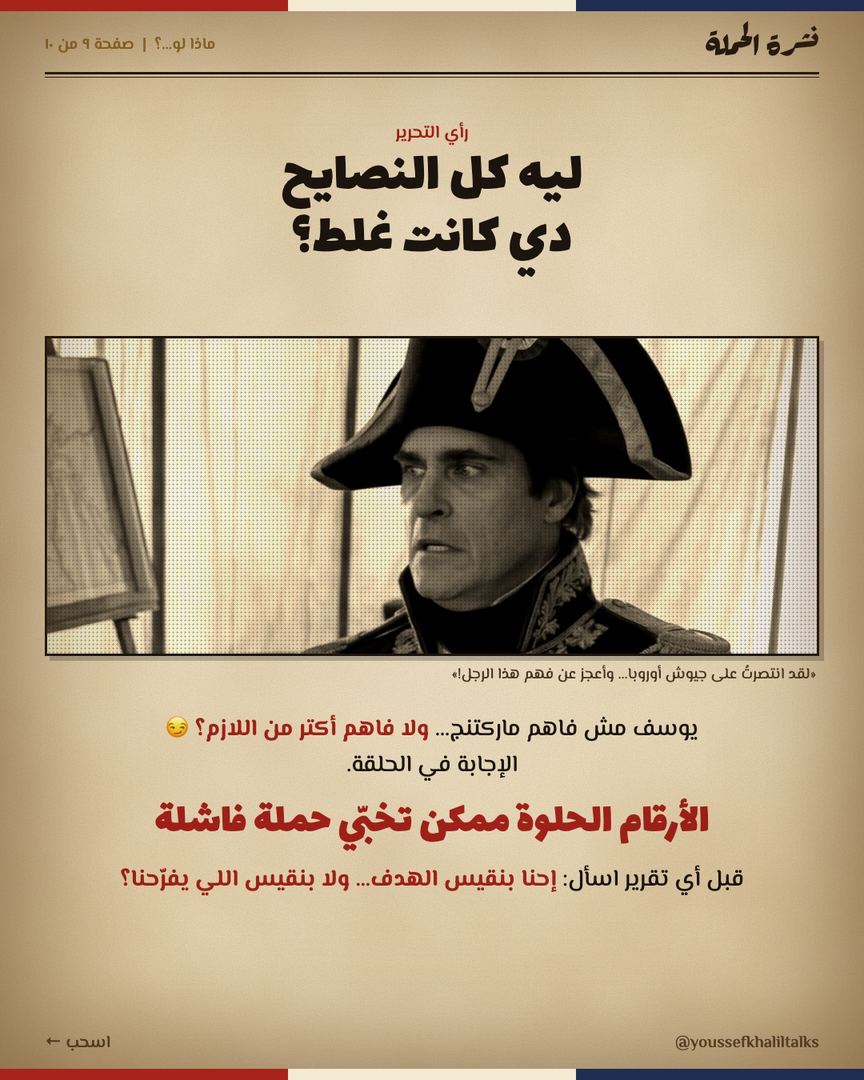 نشرة الحملة
ماذا لو...؟ | صفحة ٩ من ١٠
رأي التحرير
ليه كل النصايح
دي كانت غلط؟
«لقد انتصرتُ على جيوش أوروبا... وأعجز عن فهم هذا الرجل!»
يوسف مش فاهم ماركتنج... ولا فاهم أكتر من اللازم؟ 😏
الإجابة في الحلقة.
الأرقام الحلوة ممكن تخبّي حملة فاشلة
قبل أي تقرير اسأل: إحنا بنقيس الهدف... ولا بنقيس اللي يفرّحنا؟
@youssefkhaliltalks
اسحب ←